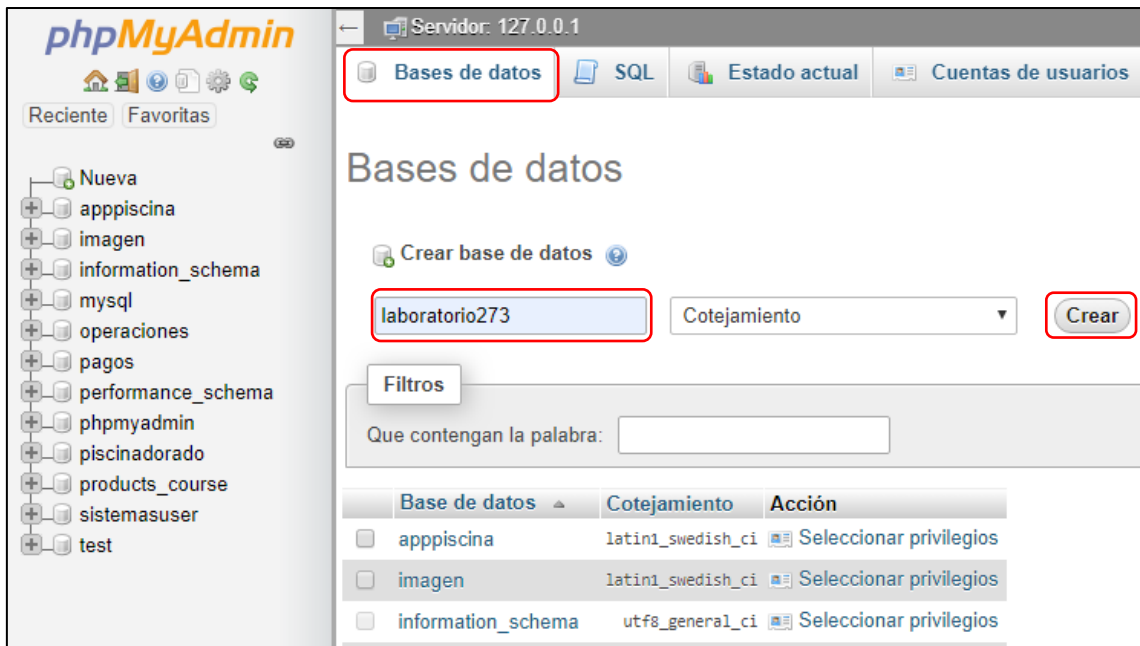 phpMyAdmin
Reciente Favoritas
Nueva
apppiscina
imagen
information_schema
mysql
operaciones
pagos
performance_schema
phpmyadmin
piscinadorado
products_course
sistemasuser
test
← Servidor: 127.0.0.1
Bases de datos SQL Estado actual Cuentas de usuarios
Bases de datos
Crear base de datos
laboratorio273 Cotejamiento Crear
Filtros
Que contengan la palabra:
Base de datos Cotejamiento Acción
apppiscina latin1_swedish_ci Seleccionar privilegios
imagen latin1_swedish_ci Seleccionar privilegios
information_schema utf8_general_ci Seleccionar privilegios